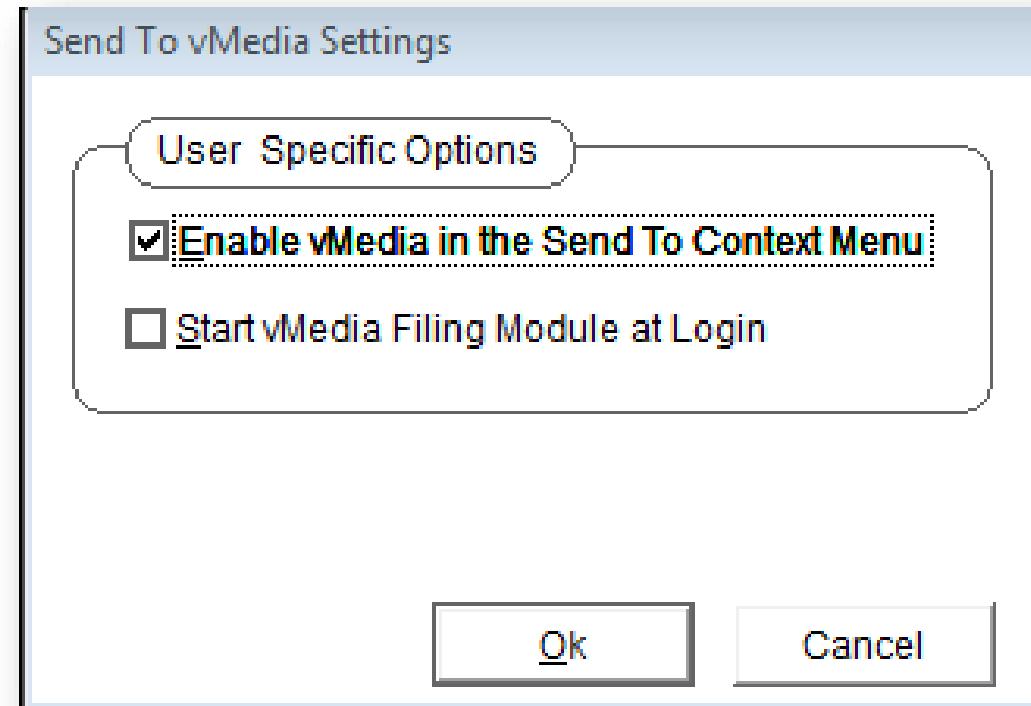 Send To vMedia Settings
User Specific Options
Enable vMedia in the Send To Context Menu
Start vMedia Filing Module at Login
Ok
Cancel